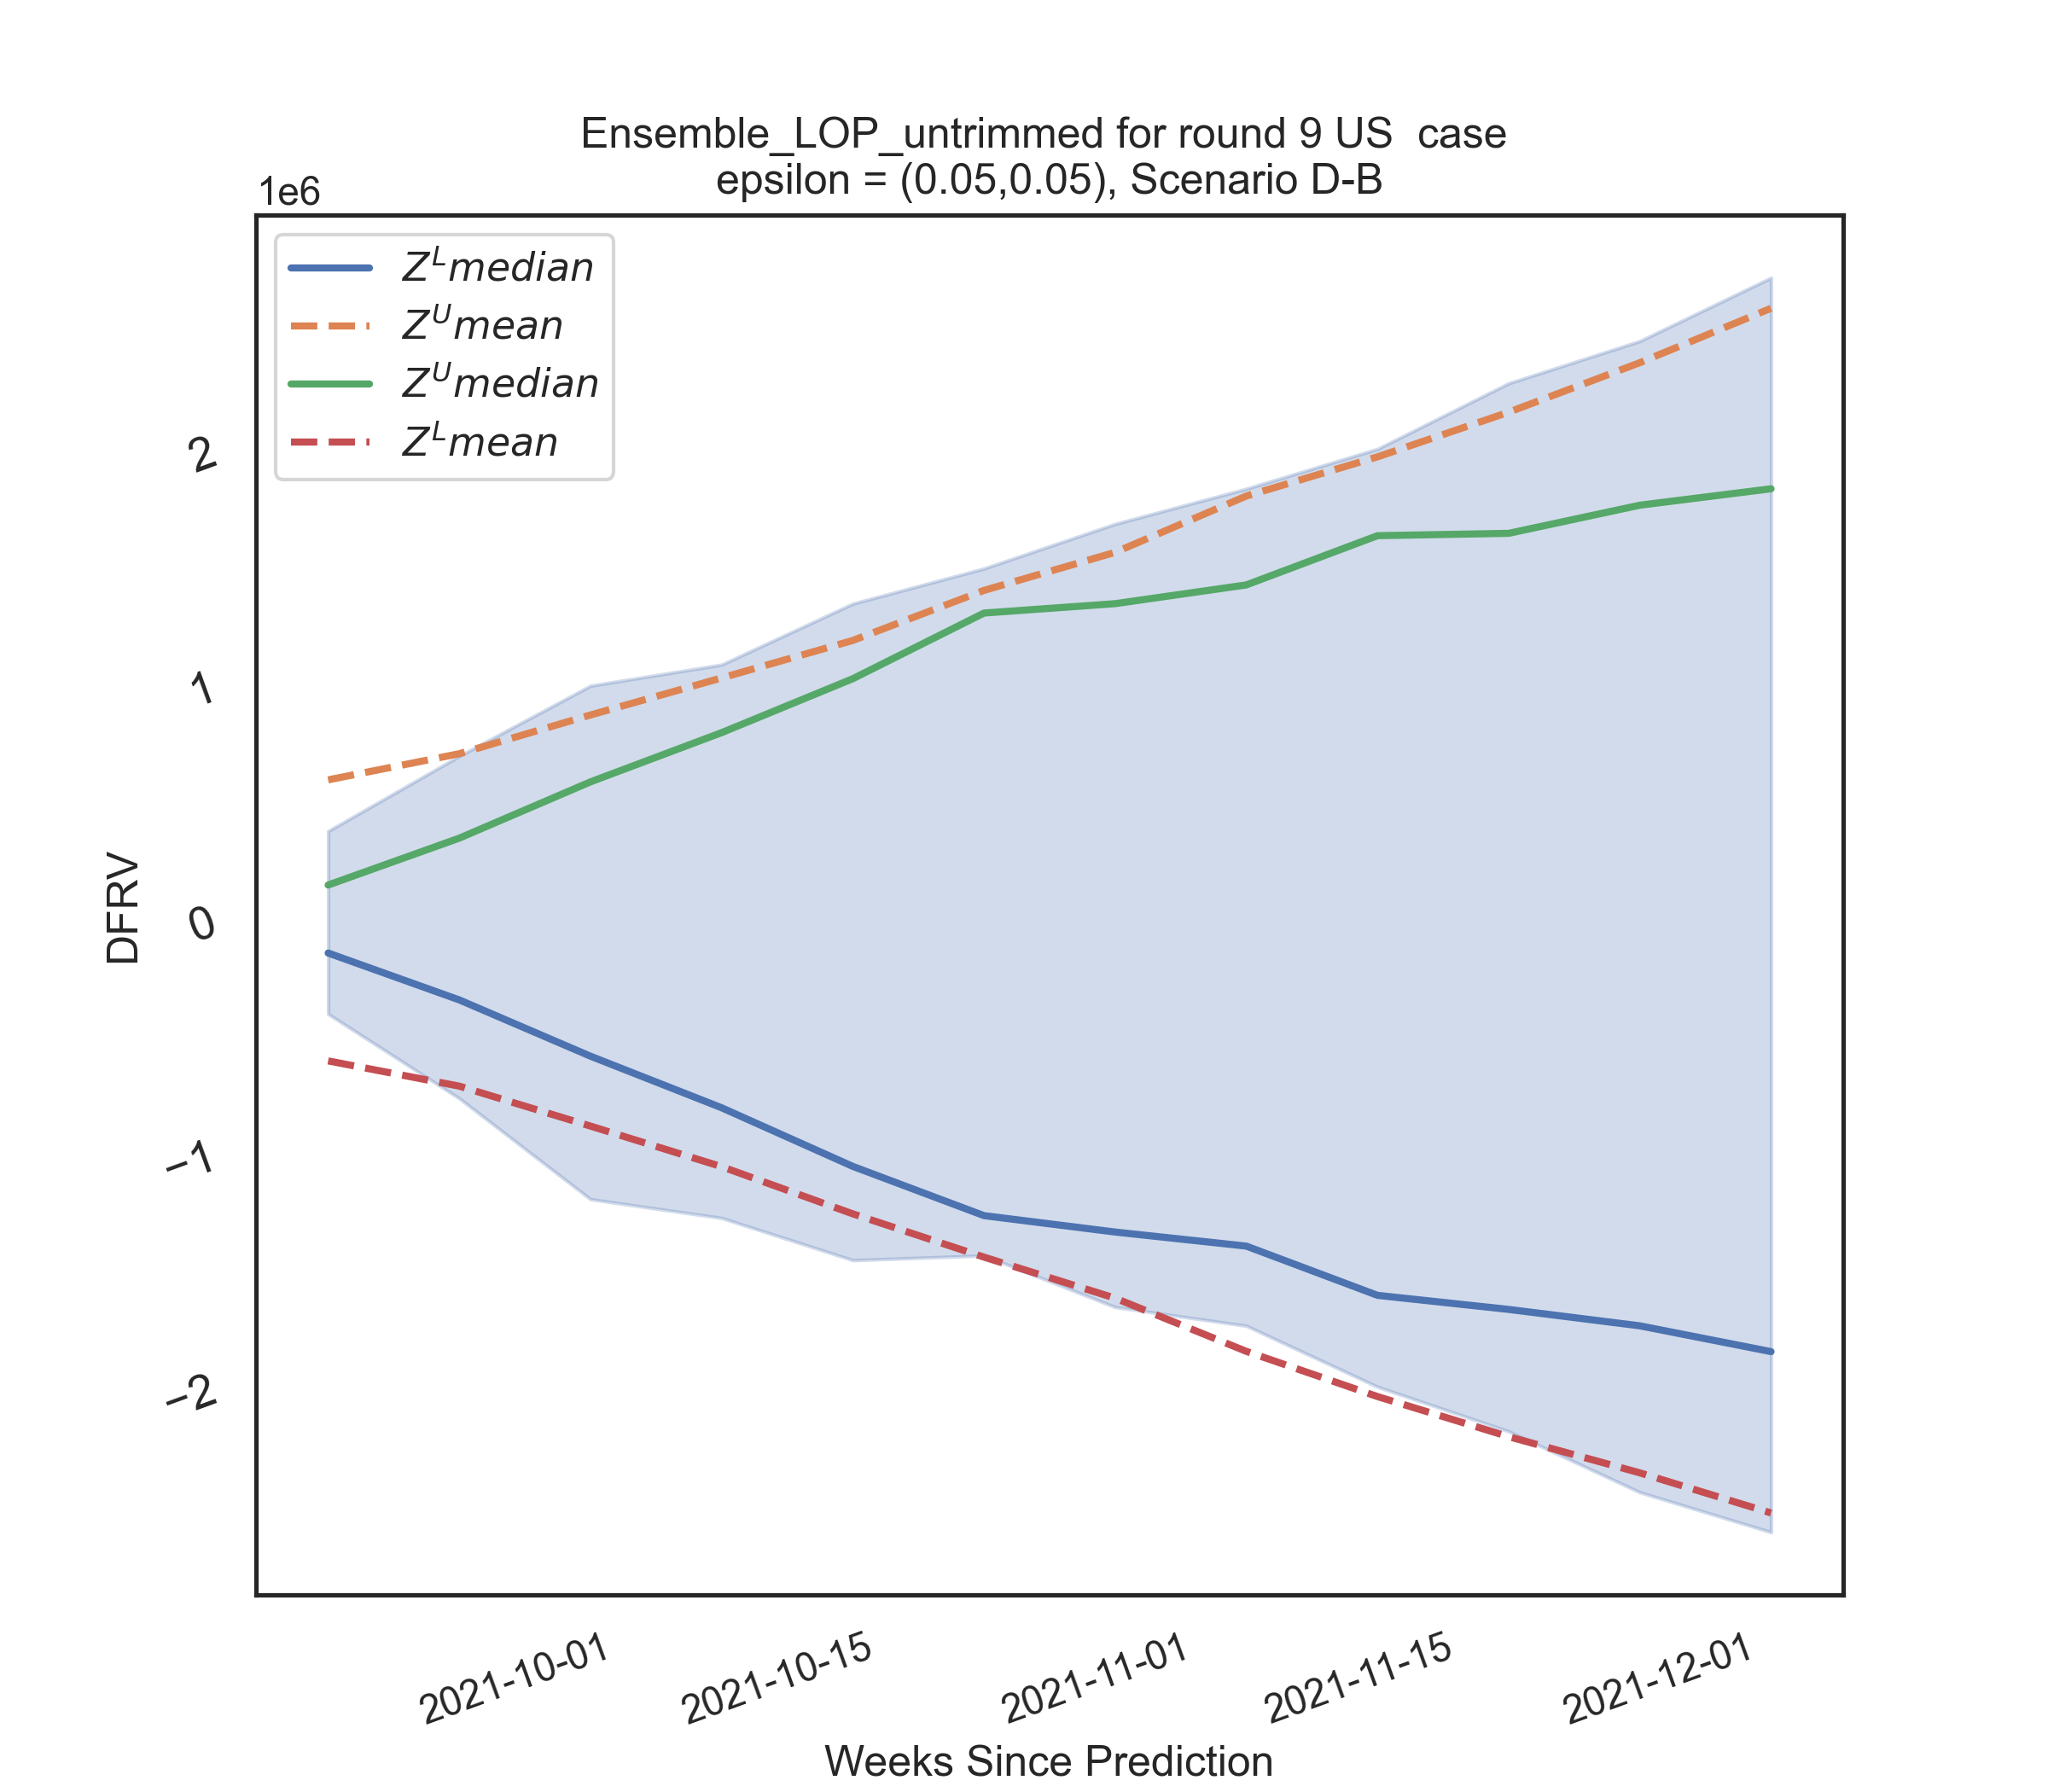 Ensemble_LOP_untrimmed for round 9 US  case
epsilon = (0.05,0.05), Scenario D-B
1e6
Z^L median
Z^U mean
Z^U median
Z^L mean
2
1
0
−1
−2
DFRV
2021-10-01
2021-10-15
2021-11-01
2021-11-15
2021-12-01
Weeks Since Prediction